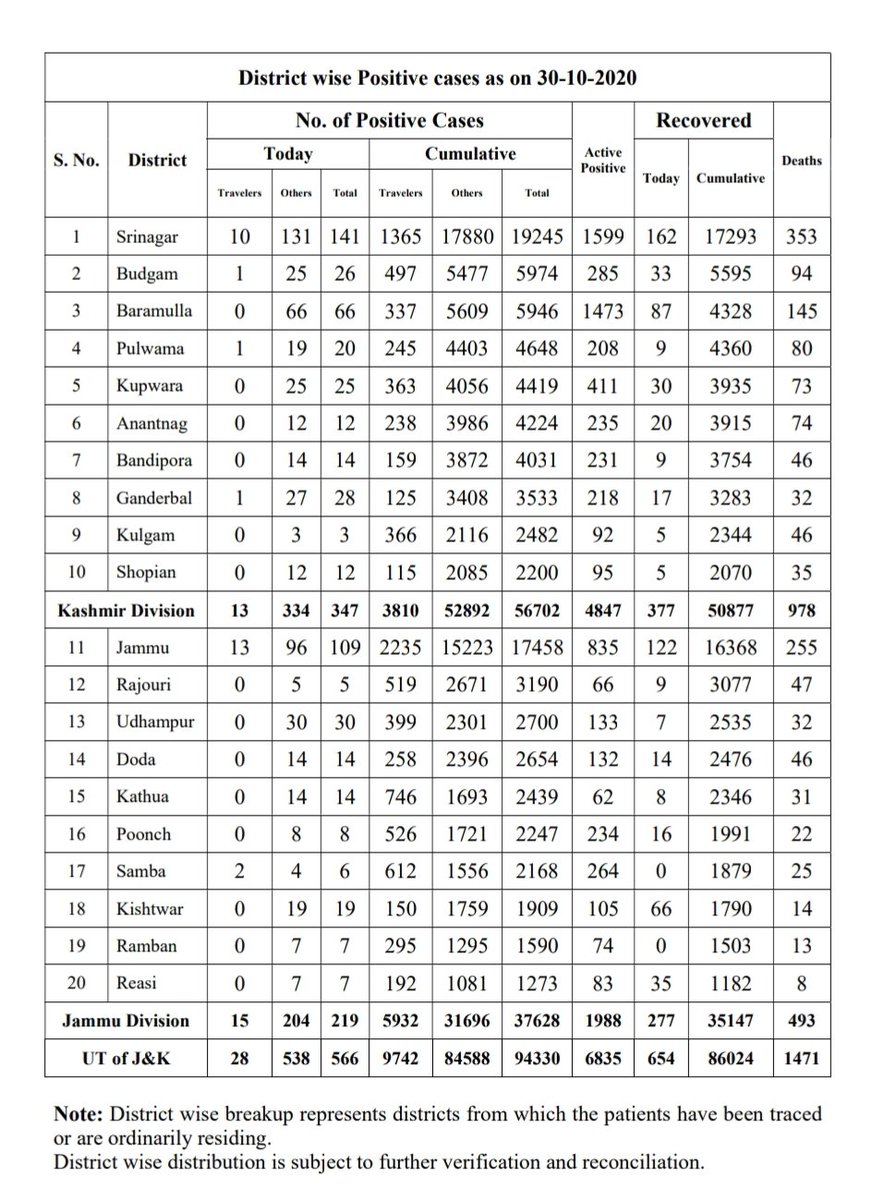 District wise Positive cases as on 30-10-2020
S. No. District No. of Positive Cases Active Positive Recovered Deaths
Today Cumulative Today Cumulative
Travelers Others Total Travelers Others Total
1 Srinagar 10 131 141 1365 17880 19245 1599 162 17293 353
2 Budgam 1 25 26 497 5477 5974 285 33 5595 94
3 Baramulla 0 66 66 337 5609 5946 1473 87 4328 145
4 Pulwama 1 19 20 245 4403 4648 208 9 4360 80
5 Kupwara 0 25 25 363 4056 4419 411 30 3935 73
6 Anantnag 0 12 12 238 3986 4224 235 20 3915 74
7 Bandipora 0 14 14 159 3872 4031 231 9 3754 46
8 Ganderbal 1 27 28 125 3408 3533 218 17 3283 32
9 Kulgam 0 3 3 366 2116 2482 92 5 2344 46
10 Shopian 0 12 12 115 2085 2200 95 5 2070 35
Kashmir Division 13 334 347 3810 52892 56702 4847 377 50877 978
11 Jammu 13 96 109 2235 15223 17458 835 122 16368 255
12 Rajouri 0 5 5 519 2671 3190 66 9 3077 47
13 Udhampur 0 30 30 399 2301 2700 133 7 2535 32
14 Doda 0 14 14 258 2396 2654 132 14 2476 46
15 Kathua 0 14 14 746 1693 2439 62 8 2346 31
16 Poonch 0 8 8 526 1721 2247 234 16 1991 22
17 Samba 2 4 6 612 1556 2168 264 0 1879 25
18 Kishtwar 0 19 19 150 1759 1909 105 66 1790 14
19 Ramban 0 7 7 295 1295 1590 74 0 1503 13
20 Reasi 0 7 7 192 1081 1273 83 35 1182 8
Jammu Division 15 204 219 5932 31696 37628 1988 277 35147 493
UT of J&K 28 538 566 9742 84588 94330 6835 654 86024 1471
Note: District wise breakup represents districts from which the patients have been traced
or are ordinarily residing.
District wise distribution is subject to further verification and reconciliation.